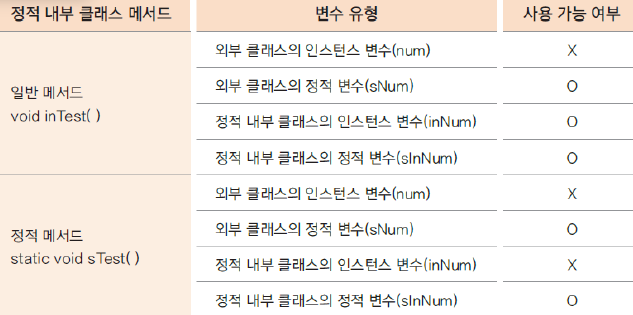 정적 내부 클래스 메서드 변수 유형 사용 가능 여부
일반 메서드
void inTest( )
외부 클래스의 인스턴스 변수(num) X
외부 클래스의 정적 변수(sNum) O
정적 내부 클래스의 인스턴스 변수(inNum) O
정적 내부 클래스의 정적 변수(sInNum) O
정적 메서드
static void sTest( )
외부 클래스의 인스턴스 변수(num) X
외부 클래스의 정적 변수(sNum) O
정적 내부 클래스의 인스턴스 변수(inNum) X
정적 내부 클래스의 정적 변수(sInNum) O